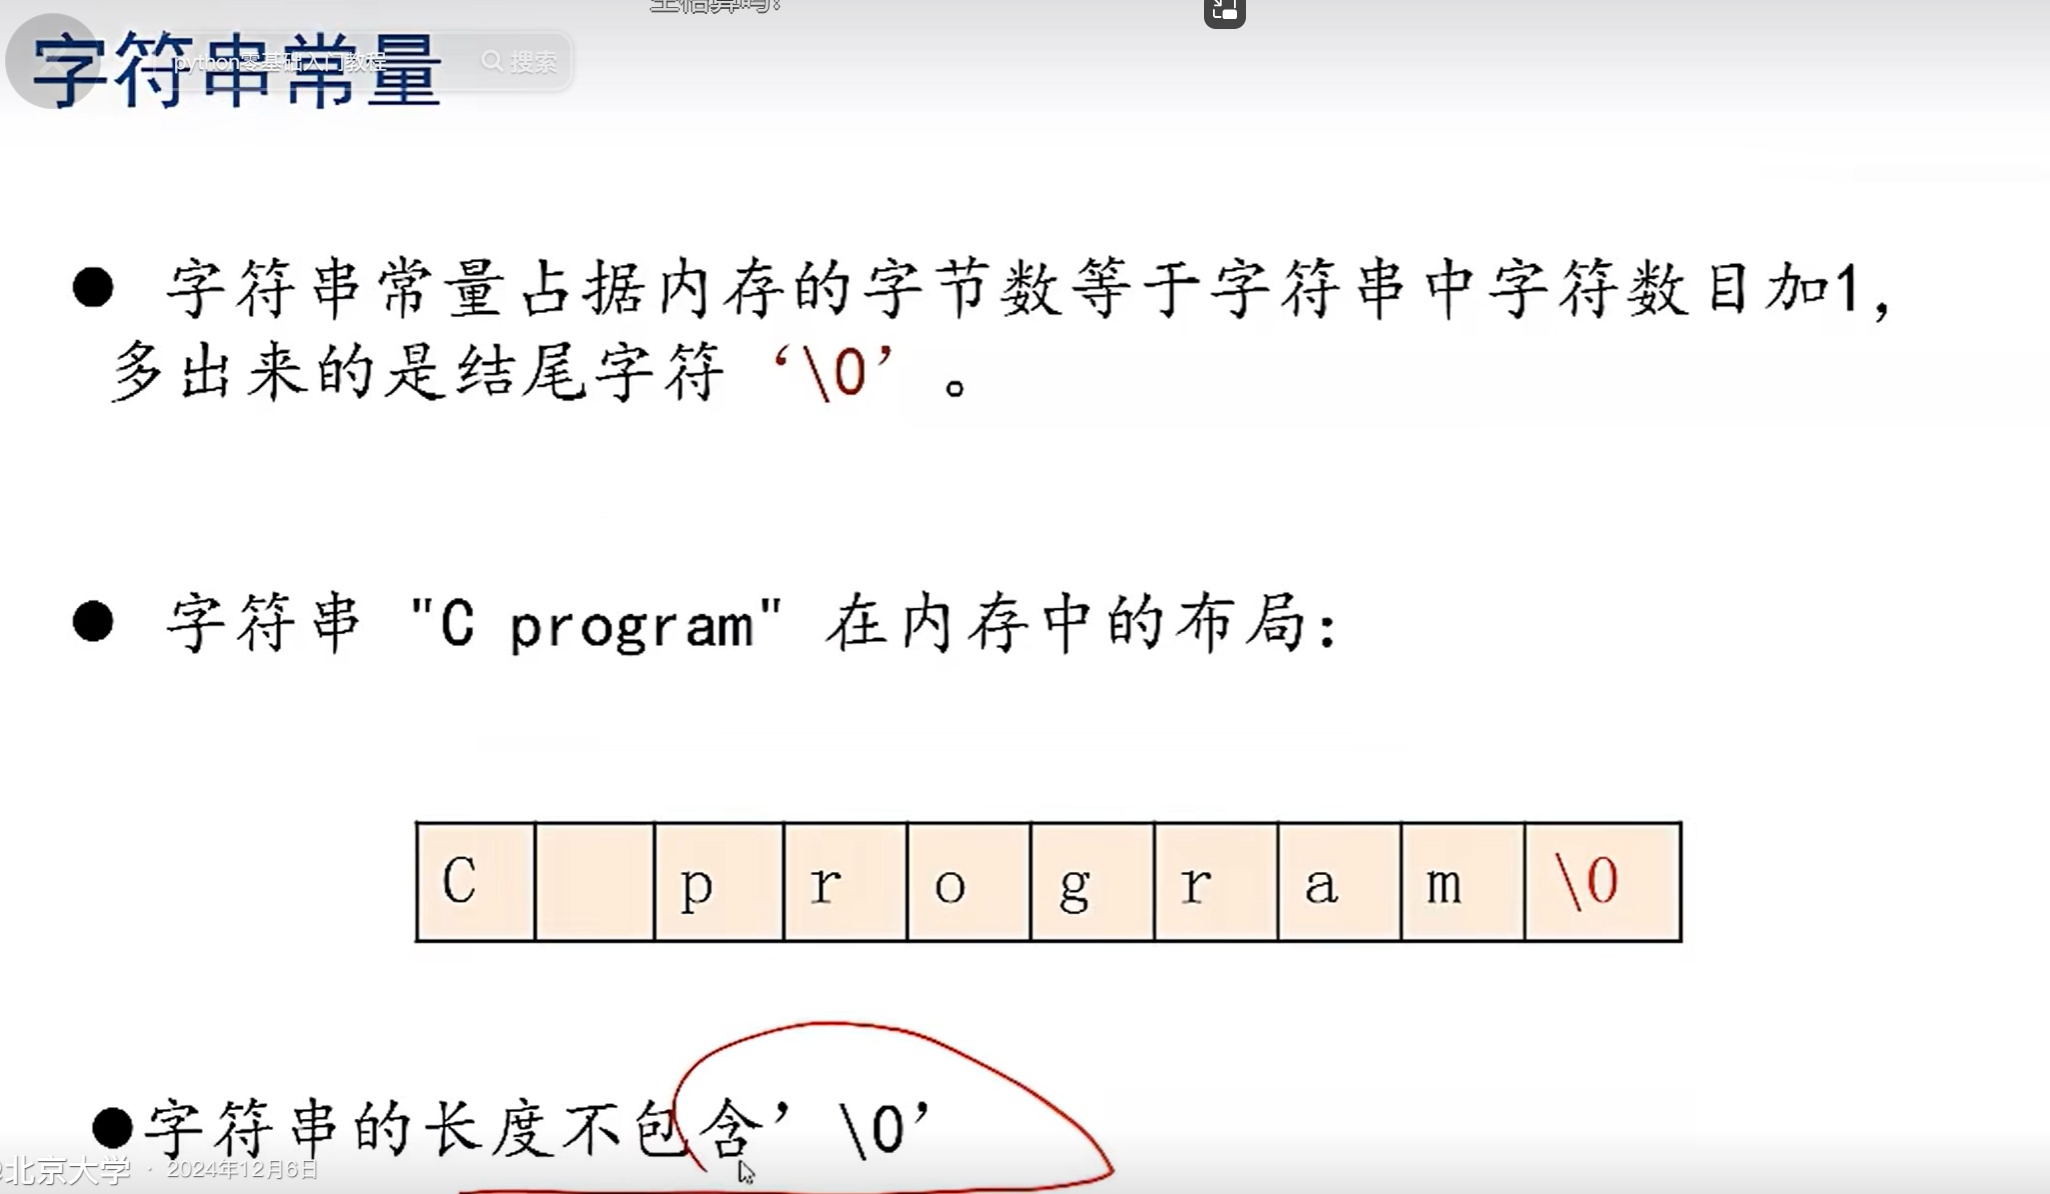 字符串常量
python零基础入门教程 搜索
● 字符串常量占据内存的字节数等于字符串中字符数目加1,
多出来的是结尾字符 ‘\0’ 。
● 字符串 "C program" 在内存中的布局:
C   p r o g r a m \0
●字符串的长度不包含’ \0’
北京大学 · 2024年12月6日